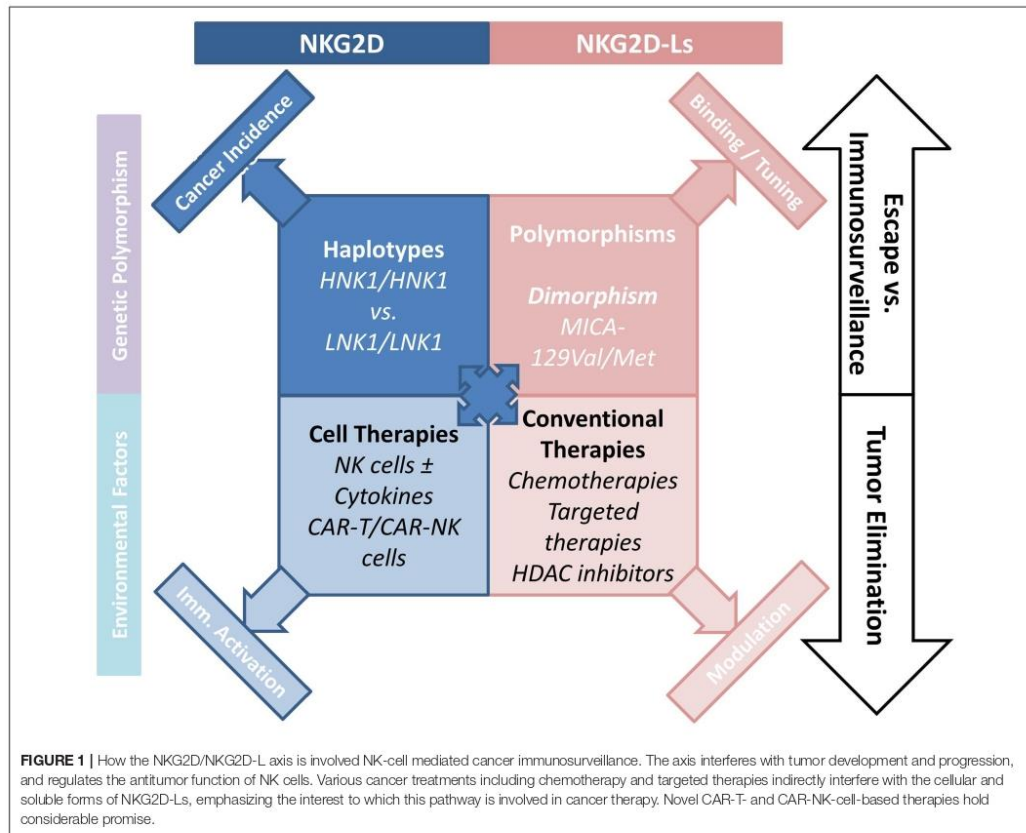 NKG2D
NKG2D-Ls
Cancer Incidence
Binding / Tuning
Genetic Polymorphism
Environmental Factors
Haplotypes
HNK1/HNK1
vs.
LNK1/LNK1
Polymorphisms
Dimorphism
MICA-
129Val/Met
Cell Therapies
NK cells ±
Cytokines
CAR-T/CAR-NK
cells
Conventional
Therapies
Chemotherapies
Targeted
therapies
HDAC inhibitors
Imm. Activation
Modulation
Escape vs.
Immunosurveillance
Tumor Elimination
FIGURE 1 | How the NKG2D/NKG2D-L axis is involved NK-cell mediated cancer immunosurveillance. The axis interferes with tumor development and progression,
and regulates the antitumor function of NK cells. Various cancer treatments including chemotherapy and targeted therapies indirectly interfere with the cellular and
soluble forms of NKG2D-Ls, emphasizing the interest to which this pathway is involved in cancer therapy. Novel CAR-T- and CAR-NK-cell-based therapies hold
considerable promise.